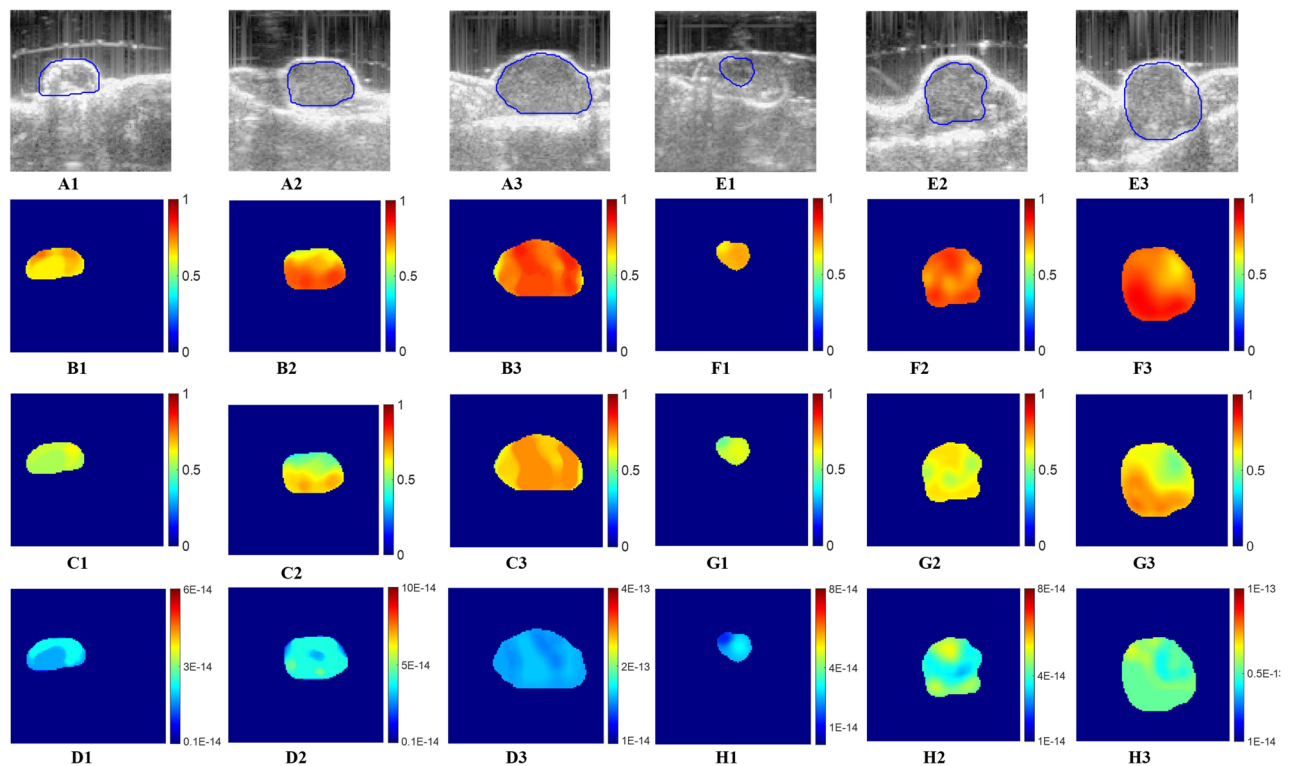 A1 A2 A3 E1 E2 E3
1 1 1 1 1 1
0.5 0.5 0.5 0.5 0.5 0.5
0 0 0 0 0 0
B1 B2 B3 F1 F2 F3
1 1 1 1 1 1
0.5 0.5 0.5 0.5 0.5 0.5
0 0 0 0 0 0
C1 C2 C3 G1 G2 G3
6E-14 10E-14 4E-13 8E-14 8E-14 1E-13
3E-14 5E-14 2E-13 4E-14 4E-14 0.5E-1
0.1E-14 0.1E-14 1E-14 1E-14 1E-14 1E-14
D1 D2 D3 H1 H2 H3